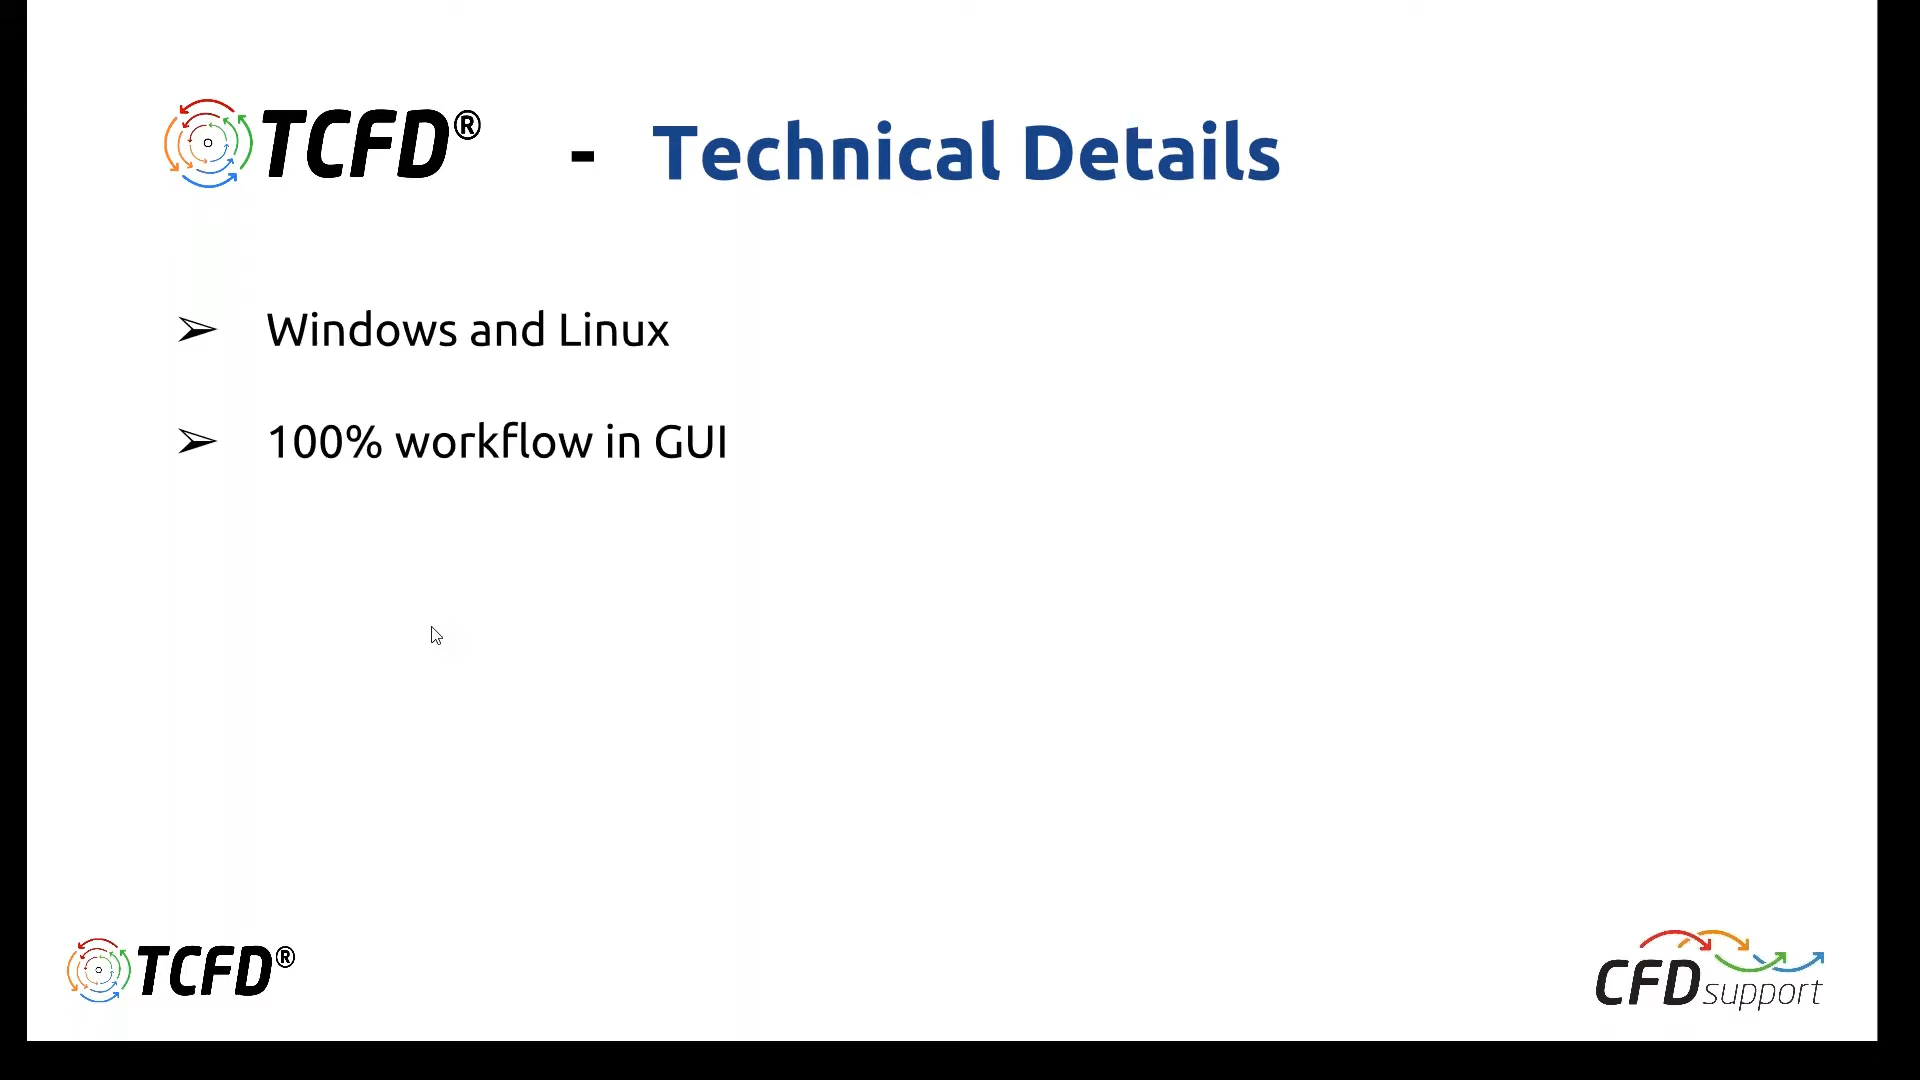 TCFD® - Technical Details
➢ Windows and Linux
➢ 100% workflow in GUI
TCFD®
CFD support